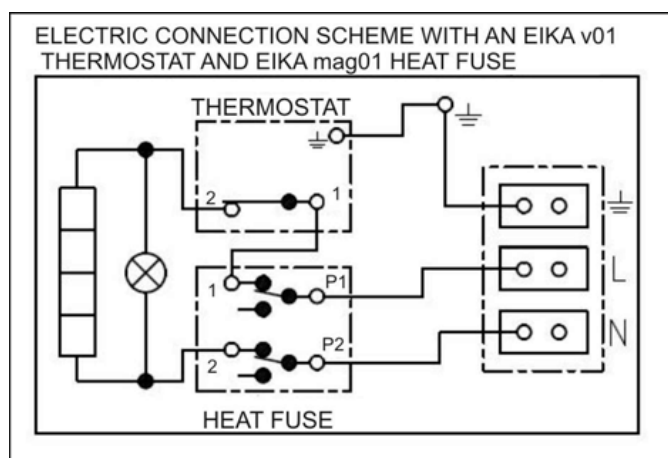 ELECTRIC CONNECTION SCHEME WITH AN EIKA v01
THERMOSTAT AND EIKA mag01 HEAT FUSE
THERMOSTAT
2 1
1 P1
L
P2
N
2
HEAT FUSE